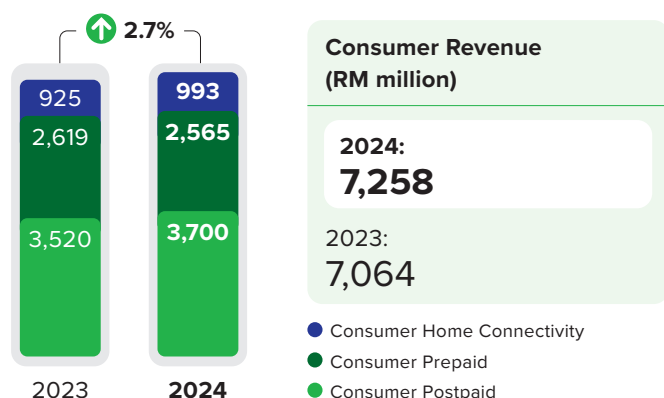 2.7%
925
2,619
3,520
2023
993
2,565
3,700
2024
Consumer Revenue
(RM million)
2024:
7,258
2023:
7,064
Consumer Home Connectivity
Consumer Prepaid
Consumer Postpaid